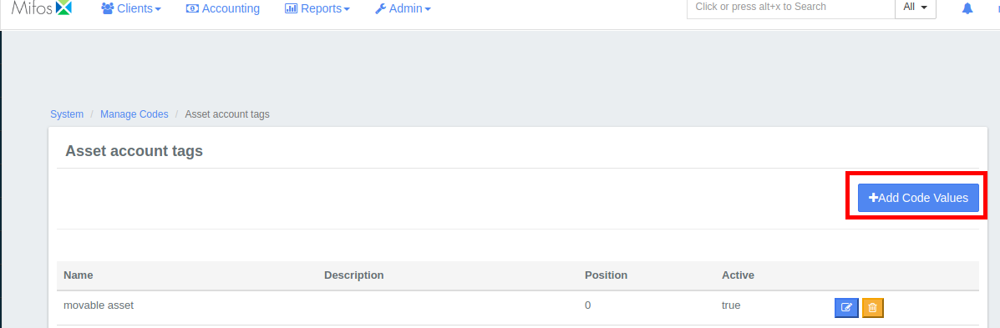 Mifos Clients Accounting Reports Admin Click or press alt+x to Search All
System / Manage Codes / Asset account tags
Asset account tags
+Add Code Values
Name Description Position Active
movable asset 0 true